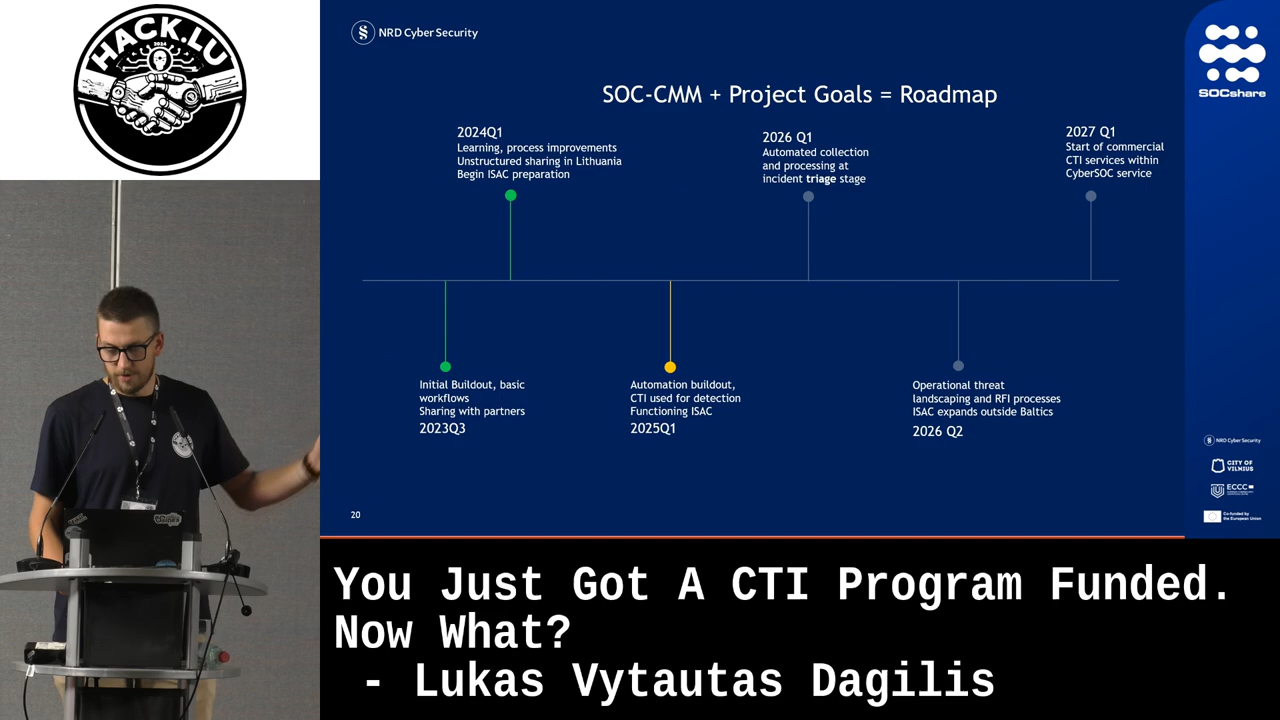 HACK.LU
NRD Cyber Security
SOCshare
SOC-CMM + Project Goals = Roadmap
2024Q1
Learning, process improvements
Unstructured sharing in Lithuania
Begin ISAC preparation
2026 Q1
Automated collection
and processing at
incident triage stage
2027 Q1
Start of commercial
CTI services within
CyberSOC service
Initial Buildout, basic
workflows
Sharing with partners
2023Q3
Automation buildout,
CTI used for detection
Functioning ISAC
2025Q1
Operational threat
landscaping and RFI processes
ISAC expands outside Baltics
2026 Q2
NRD Cyber Security
CITY OF
VILNIUS
ECCC
Co-funded by
the European Union
20
You Just Got A CTI Program Funded.
Now What?
- Lukas Vytautas Dagilis